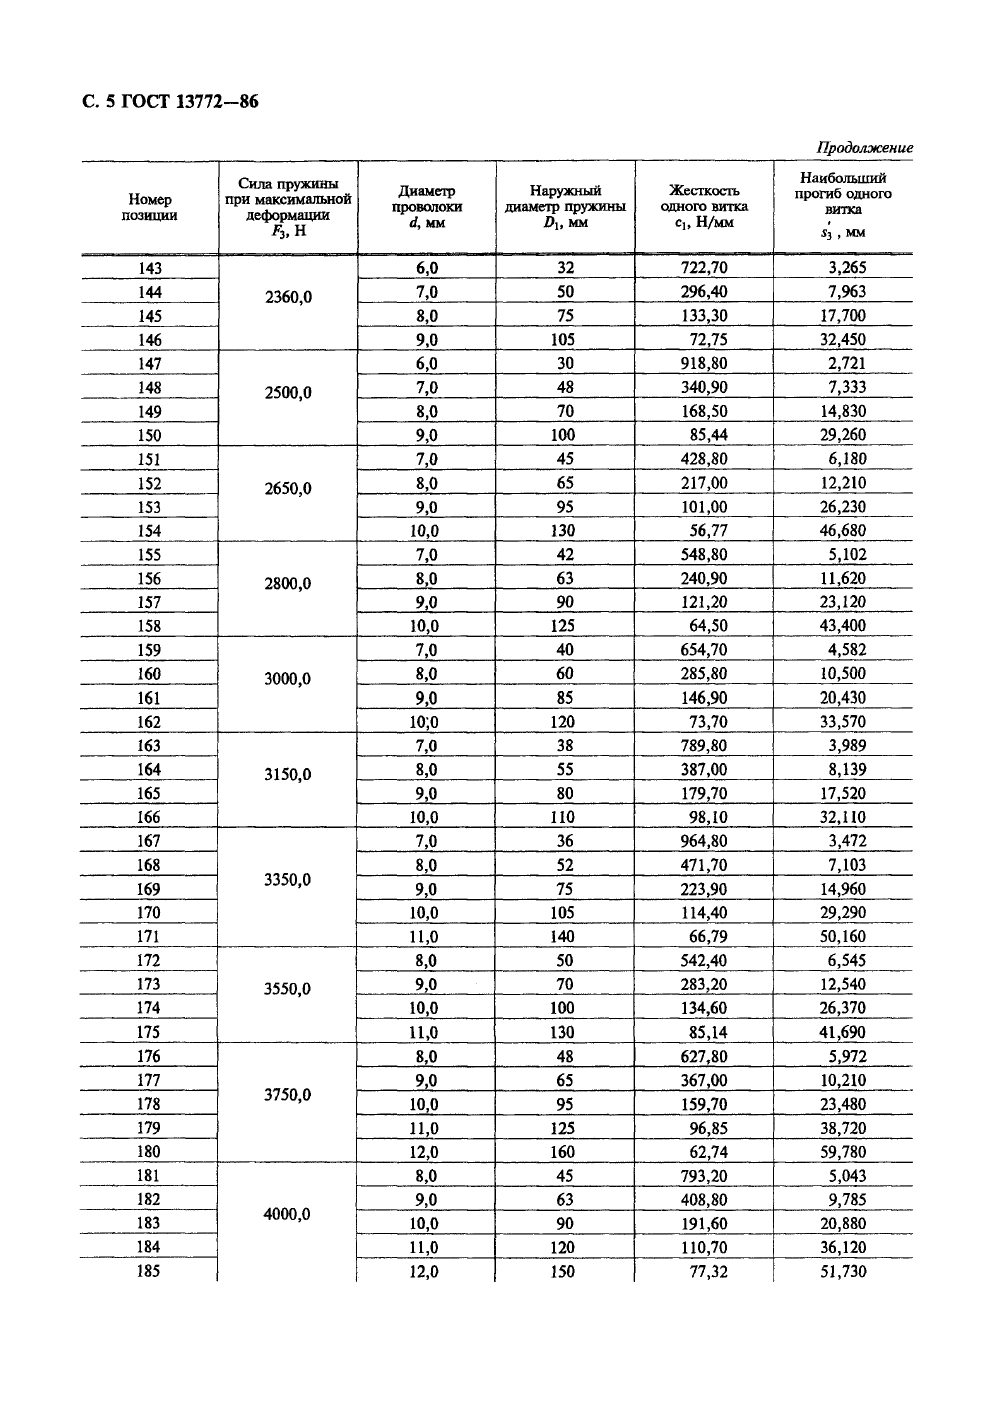 С. 5 ГОСТ 13772—86
Продолжение
Номер позиции | Сила пружины при максимальной деформации F3, Н | Диаметр проволоки d, мм | Наружный диаметр пружины D1, мм | Жесткость одного витка c1, Н/мм | Наибольший прогиб одного витка s'3 , мм
143 | 2360,0 | 6,0 | 32 | 722,70 | 3,265
144 | 7,0 | 50 | 296,40 | 7,963
145 | 8,0 | 75 | 133,30 | 17,700
146 | 9,0 | 105 | 72,75 | 32,450
147 | 2500,0 | 6,0 | 30 | 918,80 | 2,721
148 | 7,0 | 48 | 340,90 | 7,333
149 | 8,0 | 70 | 168,50 | 14,830
150 | 9,0 | 100 | 85,44 | 29,260
151 | 2650,0 | 7,0 | 45 | 428,80 | 6,180
152 | 8,0 | 65 | 217,00 | 12,210
153 | 9,0 | 95 | 101,00 | 26,230
154 | 10,0 | 130 | 56,77 | 46,680
155 | 2800,0 | 7,0 | 42 | 548,80 | 5,102
156 | 8,0 | 63 | 240,90 | 11,620
157 | 9,0 | 90 | 121,20 | 23,120
158 | 10,0 | 125 | 64,50 | 43,400
159 | 3000,0 | 7,0 | 40 | 654,70 | 4,582
160 | 8,0 | 60 | 285,80 | 10,500
161 | 9,0 | 85 | 146,90 | 20,430
162 | 10;0 | 120 | 73,70 | 33,570
163 | 3150,0 | 7,0 | 38 | 789,80 | 3,989
164 | 8,0 | 55 | 387,00 | 8,139
165 | 9,0 | 80 | 179,70 | 17,520
166 | 10,0 | 110 | 98,10 | 32,110
167 | 3350,0 | 7,0 | 36 | 964,80 | 3,472
168 | 8,0 | 52 | 471,70 | 7,103
169 | 9,0 | 75 | 223,90 | 14,960
170 | 10,0 | 105 | 114,40 | 29,290
171 | 11,0 | 140 | 66,79 | 50,160
172 | 3550,0 | 8,0 | 50 | 542,40 | 6,545
173 | 9,0 | 70 | 283,20 | 12,540
174 | 10,0 | 100 | 134,60 | 26,370
175 | 11,0 | 130 | 85,14 | 41,690
176 | 3750,0 | 8,0 | 48 | 627,80 | 5,972
177 | 9,0 | 65 | 367,00 | 10,210
178 | 10,0 | 95 | 159,70 | 23,480
179 | 11,0 | 125 | 96,85 | 38,720
180 | 12,0 | 160 | 62,74 | 59,780
181 | 4000,0 | 8,0 | 45 | 793,20 | 5,043
182 | 9,0 | 63 | 408,80 | 9,785
183 | 10,0 | 90 | 191,60 | 20,880
184 | 11,0 | 120 | 110,70 | 36,120
185 | 12,0 | 150 | 77,32 | 51,730